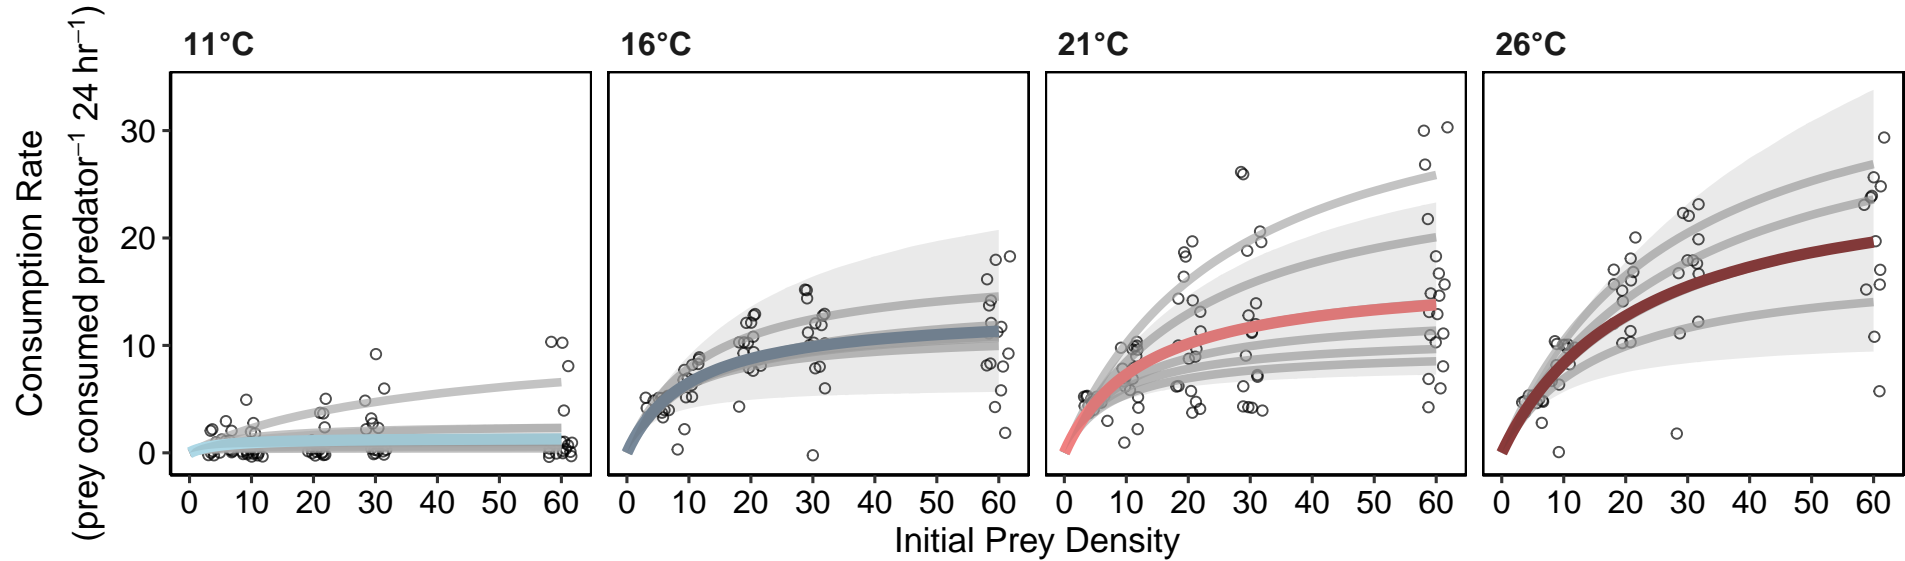 11°C 16°C 21°C 26°C
Consumption Rate
(prey consumed predator⁻¹ 24 hr⁻¹)
30
20
10
0
0 10 20 30 40 50 60 0 10 20 30 40 50 60 0 10 20 30 40 50 60 0 10 20 30 40 50 60
Initial Prey Density